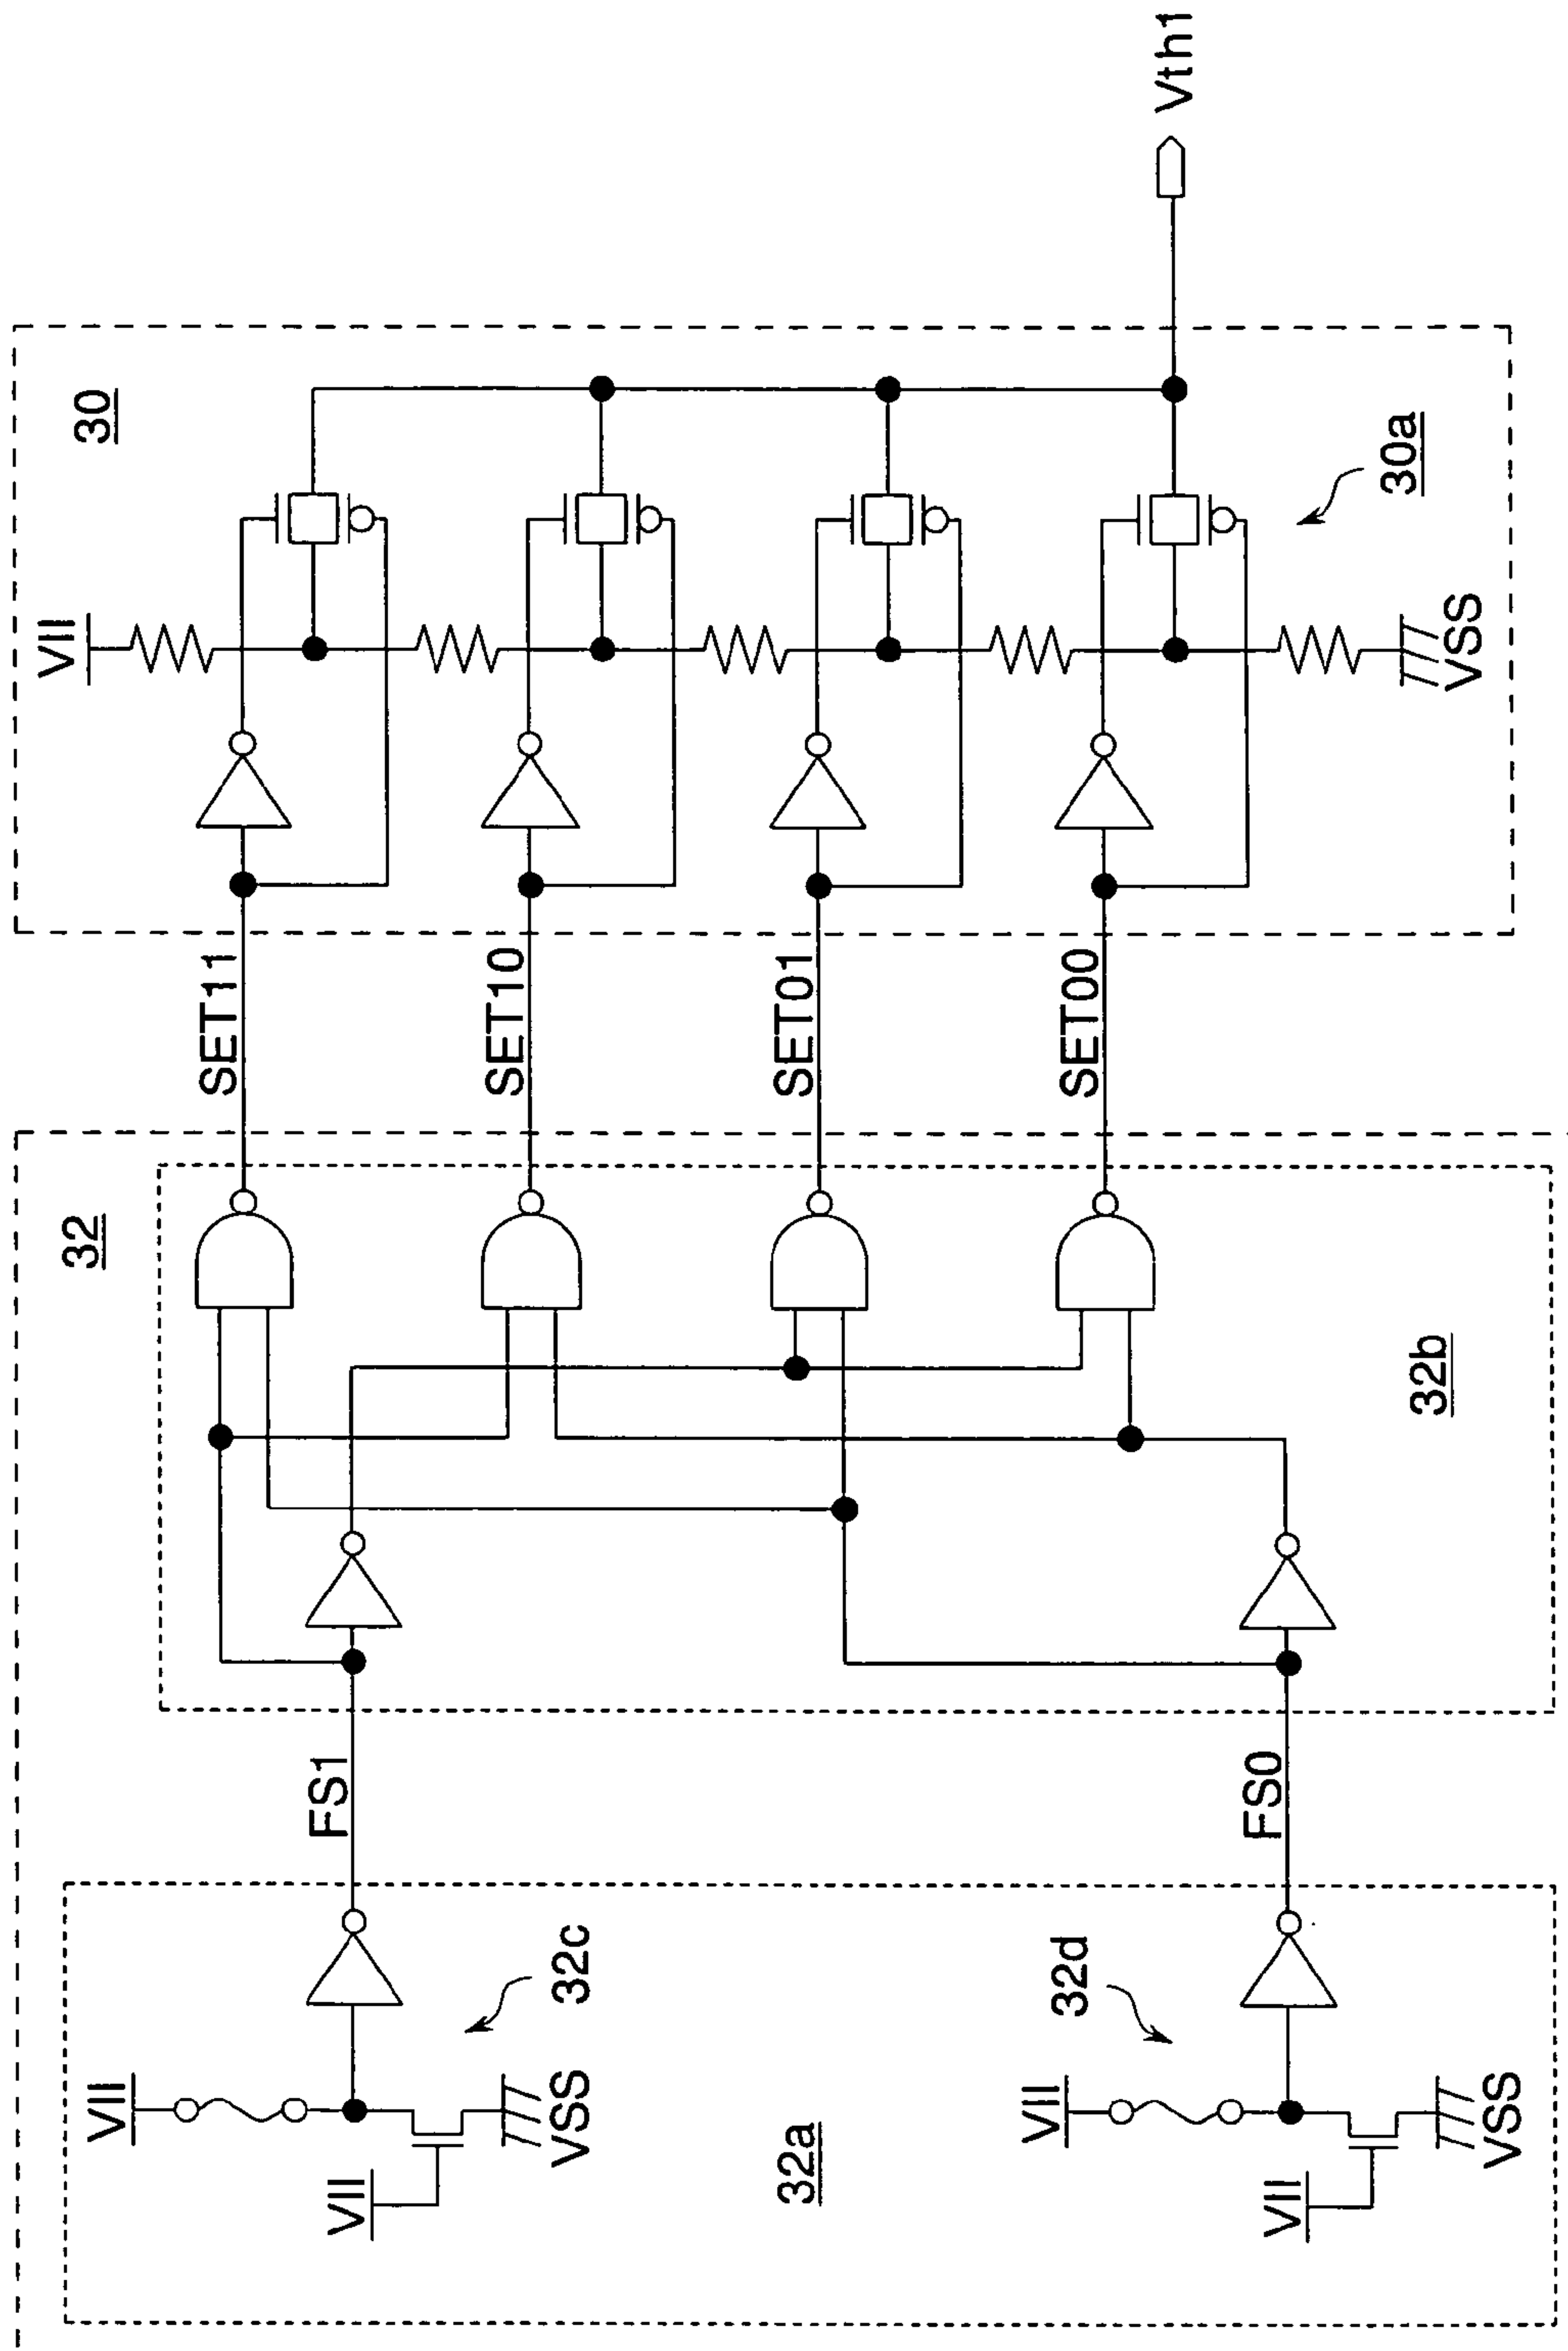 VII
VII
VSS
32c
32a
VII
VII
VSS
32d
FS1
FS0
32
32b
SET11
SET10
SET01
SET00
30
VII
VSS
30a
Vth1